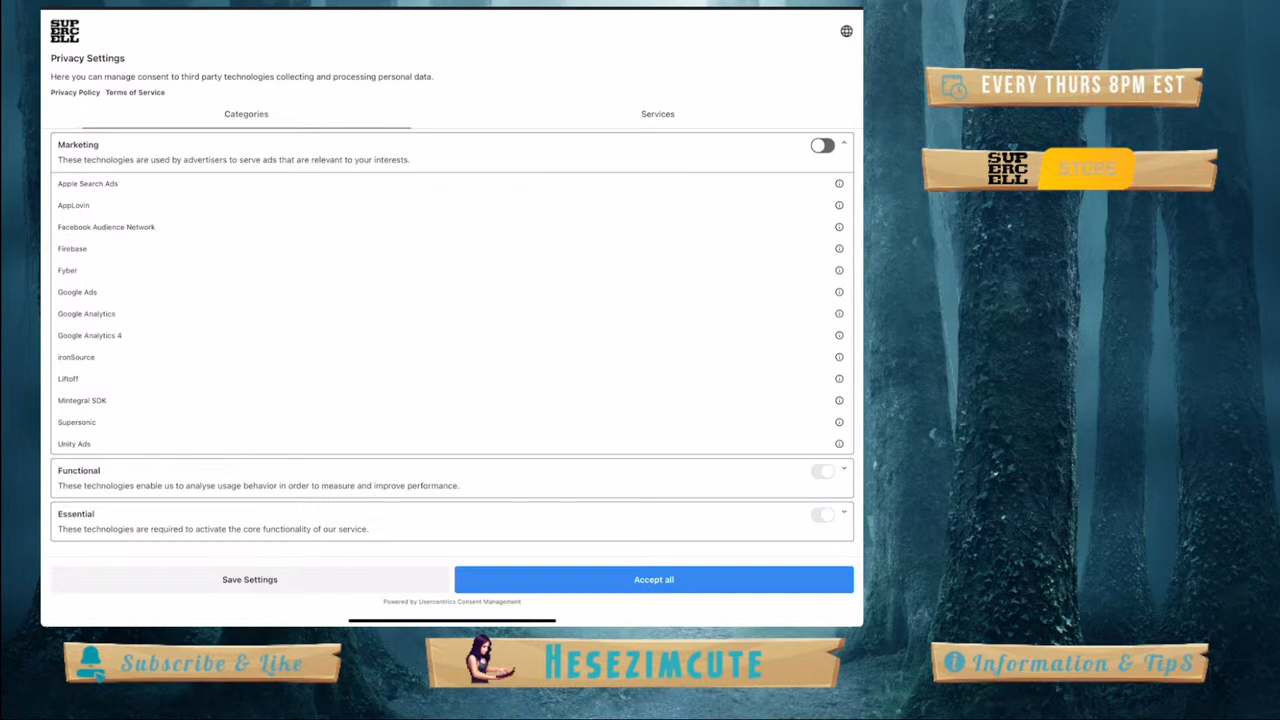 SUP
ERC
ELL
Privacy Settings
Here you can manage consent to third party technologies collecting and processing personal data.
Privacy Policy Terms of Service
Categories
Services
Marketing
These technologies are used by advertisers to serve ads that are relevant to your interests.
Apple Search Ads
AppLovin
Facebook Audience Network
Firebase
Fyber
Google Ads
Google Analytics
Google Analytics 4
ironSource
Liftoff
Mintegral SDK
Supersonic
Unity Ads
Functional
These technologies enable us to analyse usage behavior in order to measure and improve performance.
Essential
These technologies are required to activate the core functionality of our service.
Save Settings
Accept all
Powered by Usercentrics Consent Management
EVERY THURS 8PM EST
SUP
ERC
ELL
STORE
Subscribe & Like
HESEZIMCUTE
Information & TipS